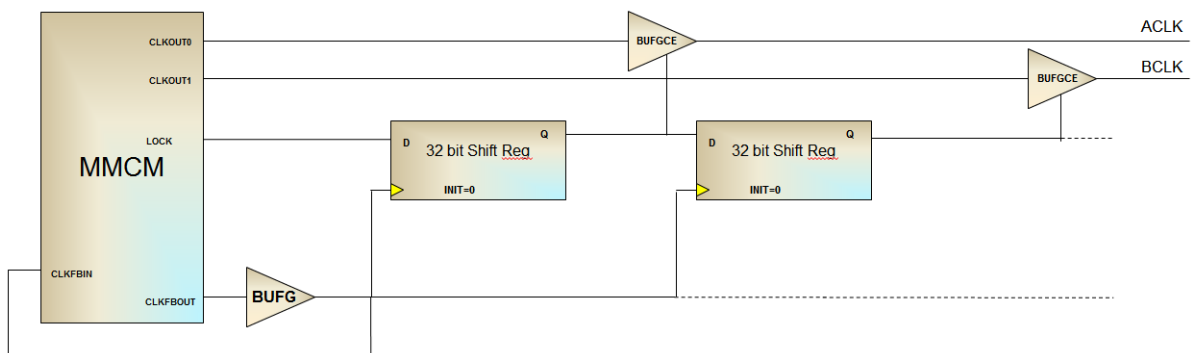 CLKOUT0
BUFGCE
ACLK
CLKOUT1
BUFGCE
BCLK
LOCK
D
Q
32 bit Shift Reg
INIT=0
D
Q
32 bit Shift Reg
INIT=0
MMCM
CLKFBIN
CLKFBOUT
BUFG